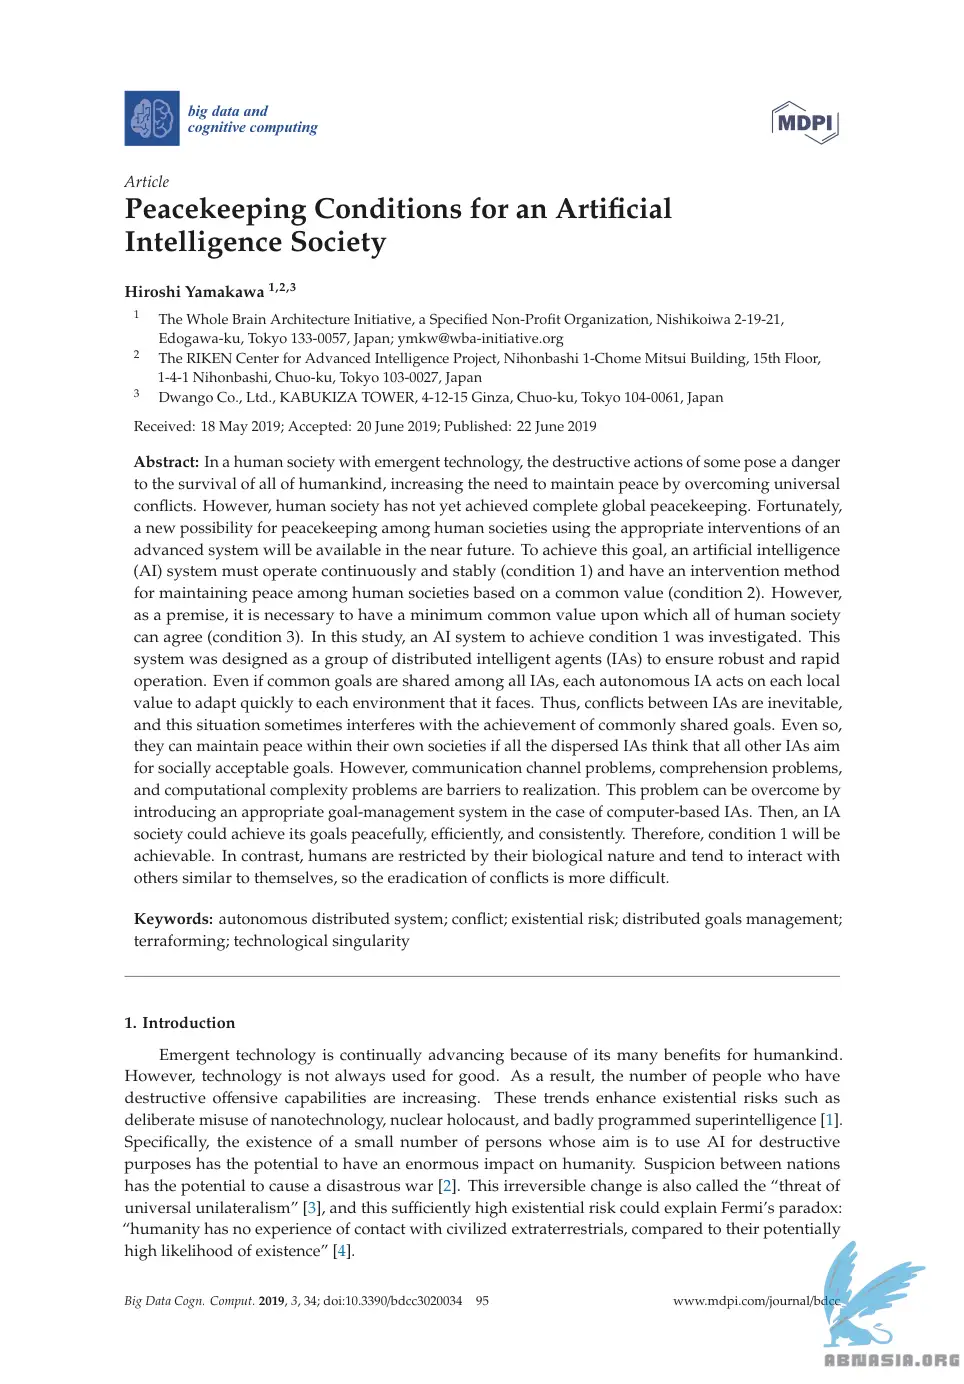 big data and
cognitive computing
MDPI
Article
Peacekeeping Conditions for an Artificial
Intelligence Society
Hiroshi Yamakawa 1,2,3
1 The Whole Brain Architecture Initiative, a Specified Non-Profit Organization, Nishikoiwa 2-19-21,
Edogawa-ku, Tokyo 133-0057, Japan; ymkw@wba-initiative.org
2 The RIKEN Center for Advanced Intelligence Project, Nihonbashi 1-Chome Mitsui Building, 15th Floor,
1-4-1 Nihonbashi, Chuo-ku, Tokyo 103-0027, Japan
3 Dwango Co., Ltd., KABUKIZA TOWER, 4-12-15 Ginza, Chuo-ku, Tokyo 104-0061, Japan
Received: 18 May 2019; Accepted: 20 June 2019; Published: 22 June 2019
Abstract: In a human society with emergent technology, the destructive actions of some pose a danger
to the survival of all of humankind, increasing the need to maintain peace by overcoming universal
conflicts. However, human society has not yet achieved complete global peacekeeping. Fortunately,
a new possibility for peacekeeping among human societies using the appropriate interventions of an
advanced system will be available in the near future. To achieve this goal, an artificial intelligence
(AI) system must operate continuously and stably (condition 1) and have an intervention method
for maintaining peace among human societies based on a common value (condition 2). However,
as a premise, it is necessary to have a minimum common value upon which all of human society
can agree (condition 3). In this study, an AI system to achieve condition 1 was investigated. This
system was designed as a group of distributed intelligent agents (IAs) to ensure robust and rapid
operation. Even if common goals are shared among all IAs, each autonomous IA acts on each local
value to adapt quickly to each environment that it faces. Thus, conflicts between IAs are inevitable,
and this situation sometimes interferes with the achievement of commonly shared goals. Even so,
they can maintain peace within their own societies if all the dispersed IAs think that all other IAs aim
for socially acceptable goals. However, communication channel problems, comprehension problems,
and computational complexity problems are barriers to realization. This problem can be overcome by
introducing an appropriate goal-management system in the case of computer-based IAs. Then, an IA
society could achieve its goals peacefully, efficiently, and consistently. Therefore, condition 1 will be
achievable. In contrast, humans are restricted by their biological nature and tend to interact with
others similar to themselves, so the eradication of conflicts is more difficult.
Keywords: autonomous distributed system; conflict; existential risk; distributed goals management;
terraforming; technological singularity
1. Introduction
Emergent technology is continually advancing because of its many benefits for humankind.
However, technology is not always used for good. As a result, the number of people who have
destructive offensive capabilities are increasing. These trends enhance existential risks such as
deliberate misuse of nanotechnology, nuclear holocaust, and badly programmed superintelligence [1].
Specifically, the existence of a small number of persons whose aim is to use AI for destructive
purposes has the potential to have an enormous impact on humanity. Suspicion between nations
has the potential to cause a disastrous war [2]. This irreversible change is also called the “threat of
universal unilateralism” [3], and this sufficiently high existential risk could explain Fermi’s paradox:
“humanity has no experience of contact with civilized extraterrestrials, compared to their potentially
high likelihood of existence” [4].
Big Data Cogn. Comput. 2019, 3, 34; doi:10.3390/bdcc3020034 95 www.mdpi.com/journal/bdcc
ABNASIA.ORG